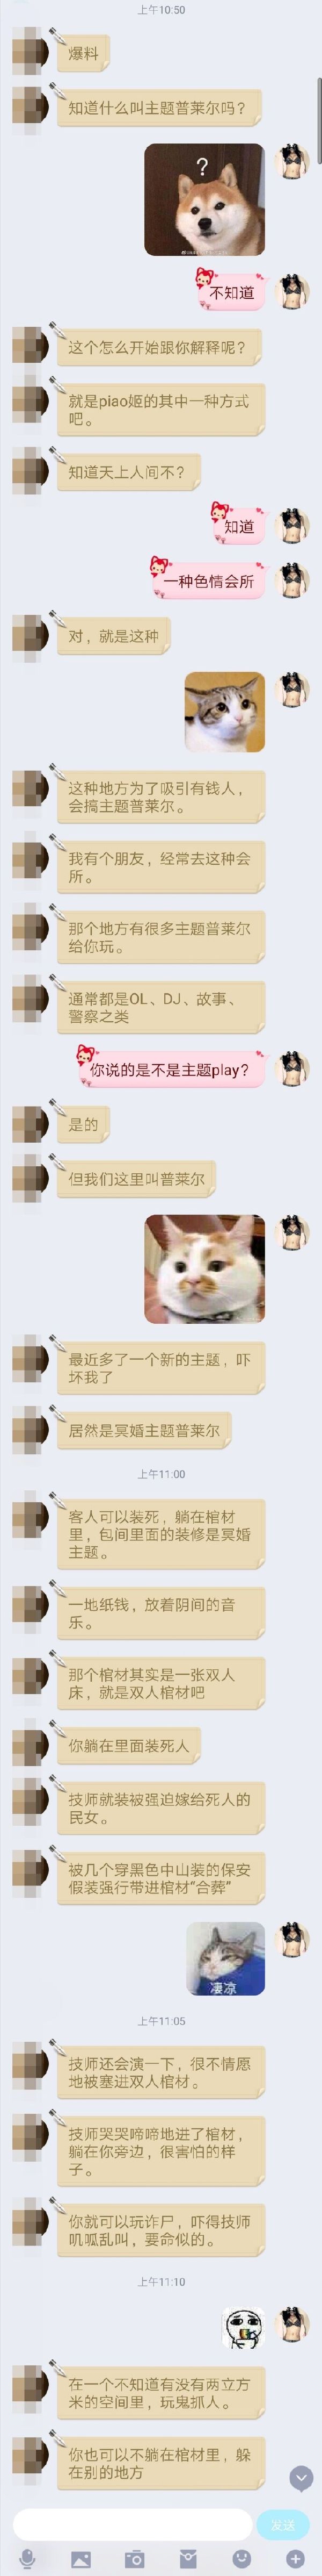 上午10:50
爆料
知道什么叫主题普莱尔吗？
?
不知道
这个怎么开始跟你解释呢？
就是piao姬的其中一种方式
吧。
知道天上人间不？
知道
一种色情会所
对，就是这种
这种地方为了吸引有钱人，
会搞主题普莱尔。
我有个朋友，经常去这种会
所。
那个地方有很多主题普莱尔
给你玩。
通常都是OL、DJ、故事、
警察之类
你说的是不是主题play？
是的
但我们这里叫普莱尔
最近多了一个新的主题，吓
坏我了
居然是冥婚主题普莱尔
上午11:00
客人可以装死，躺在棺材
里，包间里面的装修是冥婚
主题。
一地纸钱，放着阴间的音
乐。
那个棺材其实是一张双人
床，就是双人棺材吧
你躺在里面装死人
技师就装被强迫嫁给死人的
民女。
被几个穿黑色中山装的保安
假装强行带进棺材“合葬”
凄凉
上午11:05
技师还会演一下，很不情愿
地被塞进双人棺材。
技师哭哭啼啼地进了棺材，
躺在你旁边，很害怕的样
子。
你就可以玩诈尸，吓得技师
叽呱乱叫，要命似的。
上午11:10
在一个不知道有没有两立方
米的空间里，玩鬼抓人。
你也可以不躺在棺材里，躲
在别的地方
发送